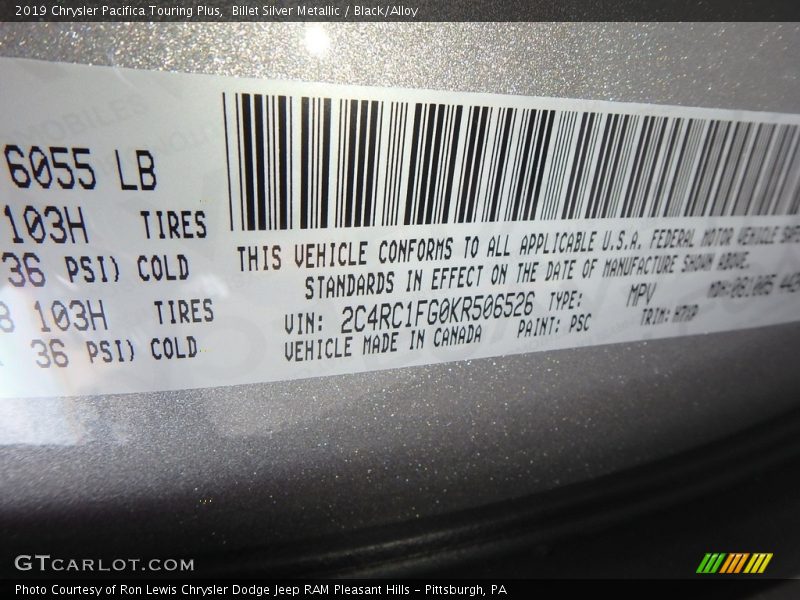 2019 Chrysler Pacifica Touring Plus, Billet Silver Metallic / Black/Alloy
6055 LB
103H TIRES
36 PSI) COLD
103H TIRES
36 PSI) COLD
THIS VEHICLE CONFORMS TO ALL APPLICABLE U.S.A. FEDERAL MOTOR VEHICLE
STANDARDS IN EFFECT ON THE DATE OF MANUFACTURE SHOWN ABOVE.
VIN: 2C4RC1FG0KR506526 TYPE: MPV
VEHICLE MADE IN CANADA PAINT: PSC TRIM:
GTCARLOT.COM
Photo Courtesy of Ron Lewis Chrysler Dodge Jeep RAM Pleasant Hills - Pittsburgh, PA